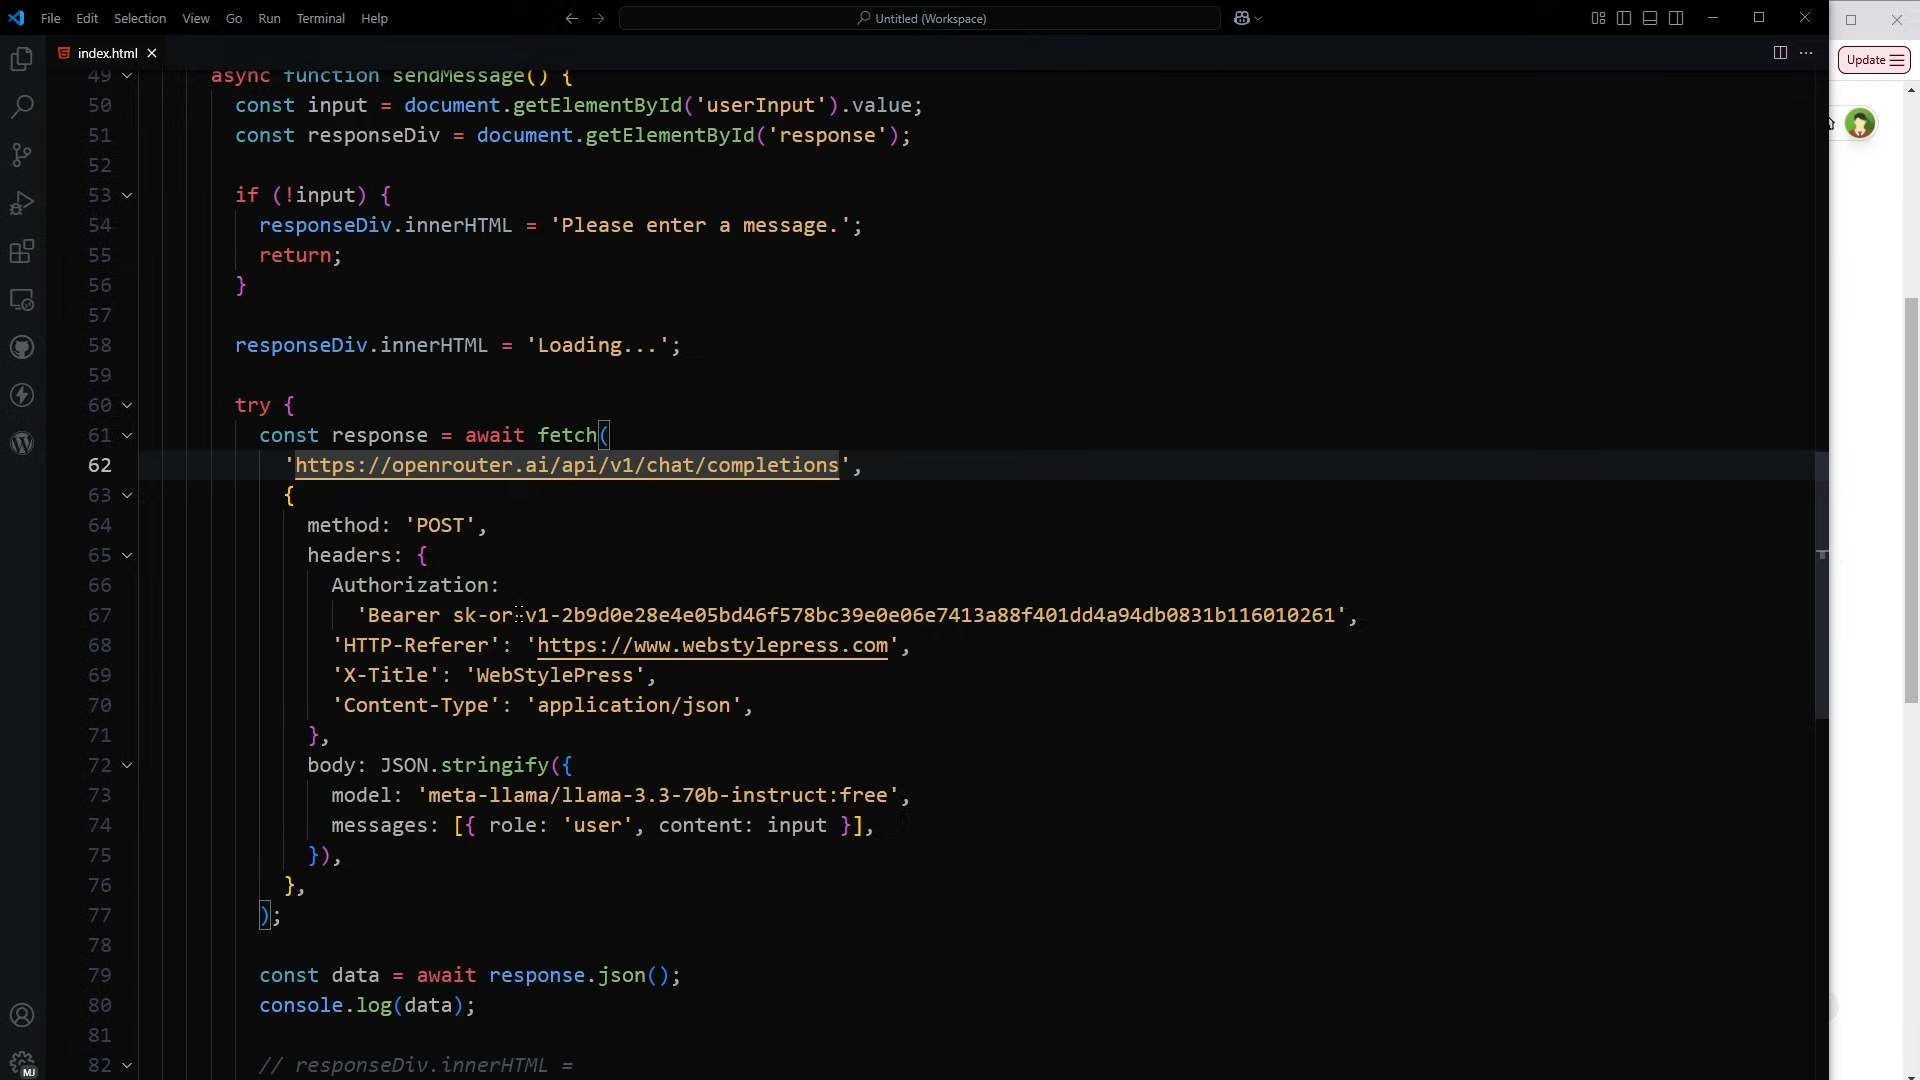 File Edit Selection View Go Run Terminal Help
Untitled (Workspace)
index.html
Update
49 async function sendMessage() {
50 const input = document.getElementById('userInput').value;
51 const responseDiv = document.getElementById('response');
52
53 if (!input) {
54 responseDiv.innerHTML = 'Please enter a message.';
55 return;
56 }
57
58 responseDiv.innerHTML = 'Loading...';
59
60 try {
61 const response = await fetch(
62 'https://openrouter.ai/api/v1/chat/completions',
63 {
64 method: 'POST',
65 headers: {
66 Authorization:
67 'Bearer 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',
68 'HTTP-Referer': 'https://www.webstylepress.com',
69 'X-Title': 'WebStylePress',
70 'Content-Type': 'application/json',
71 },
72 body: JSON.stringify({
73 model: 'meta-llama/llama-3.3-70b-instruct:free',
74 messages: [{ role: 'user', content: input }],
75 }),
76 },
77 );
78
79 const data = await response.json();
80 console.log(data);
81
82 // responseDiv.innerHTML =
MJ